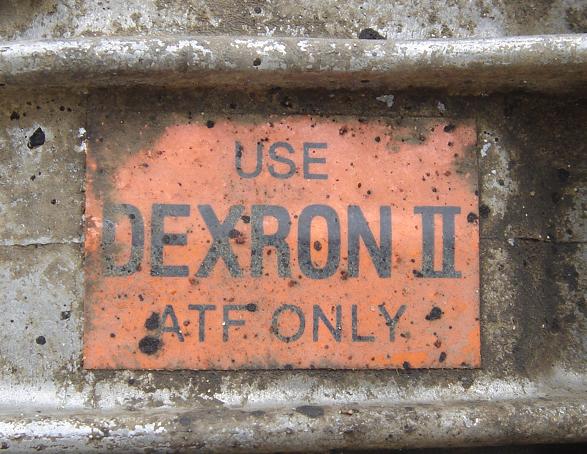 USE
DEXRON II
ATF ONLY